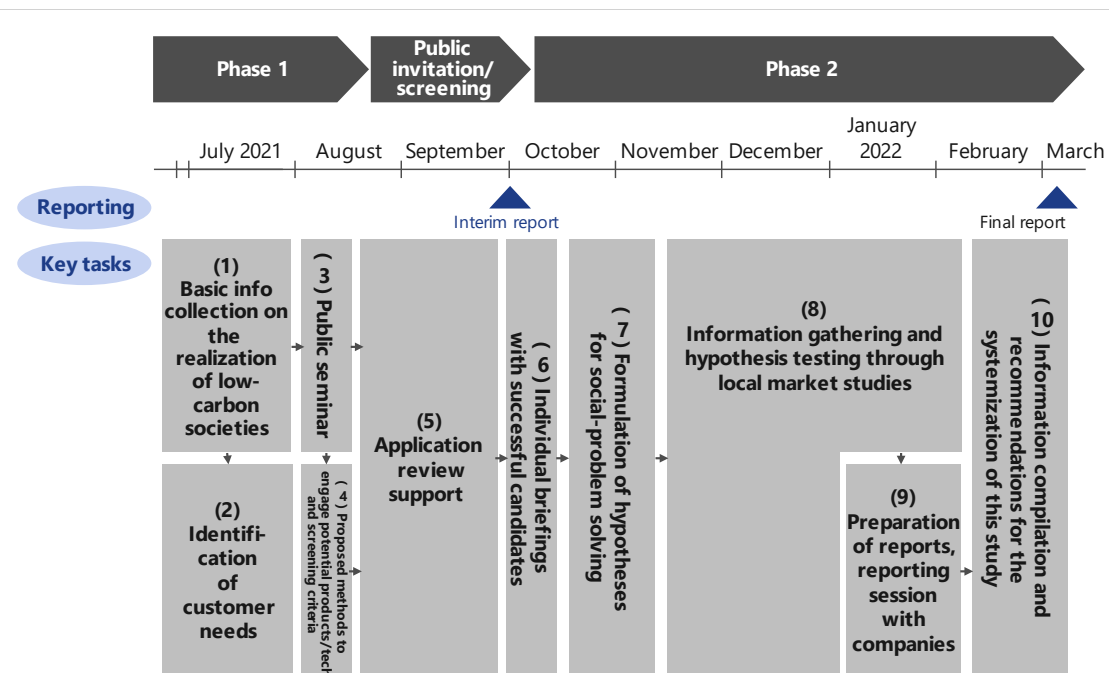 Phase 1
Public
invitation/
screening
Phase 2
July 2021
August
September
October
November
December
January
2022
February
March
Reporting
Interim report
Final report
Key tasks
(1)
Basic info
collection on
the
realization
of low-
carbon
societies
(2)
Identifi-
cation
of
customer
needs
(3) Public seminar
(4) Proposed methods to
engage potential products/tech
and screening criteria
(5)
Application
review
support
(6) Individual briefings
with successful candidates
(7) Formulation of hypotheses
for social-problem solving
(8)
Information gathering and
hypothesis testing through
local market studies
(9)
Preparation
of reports,
reporting
session
with
companies
(10) Information compilation and
recommendations for the
systemization of this study